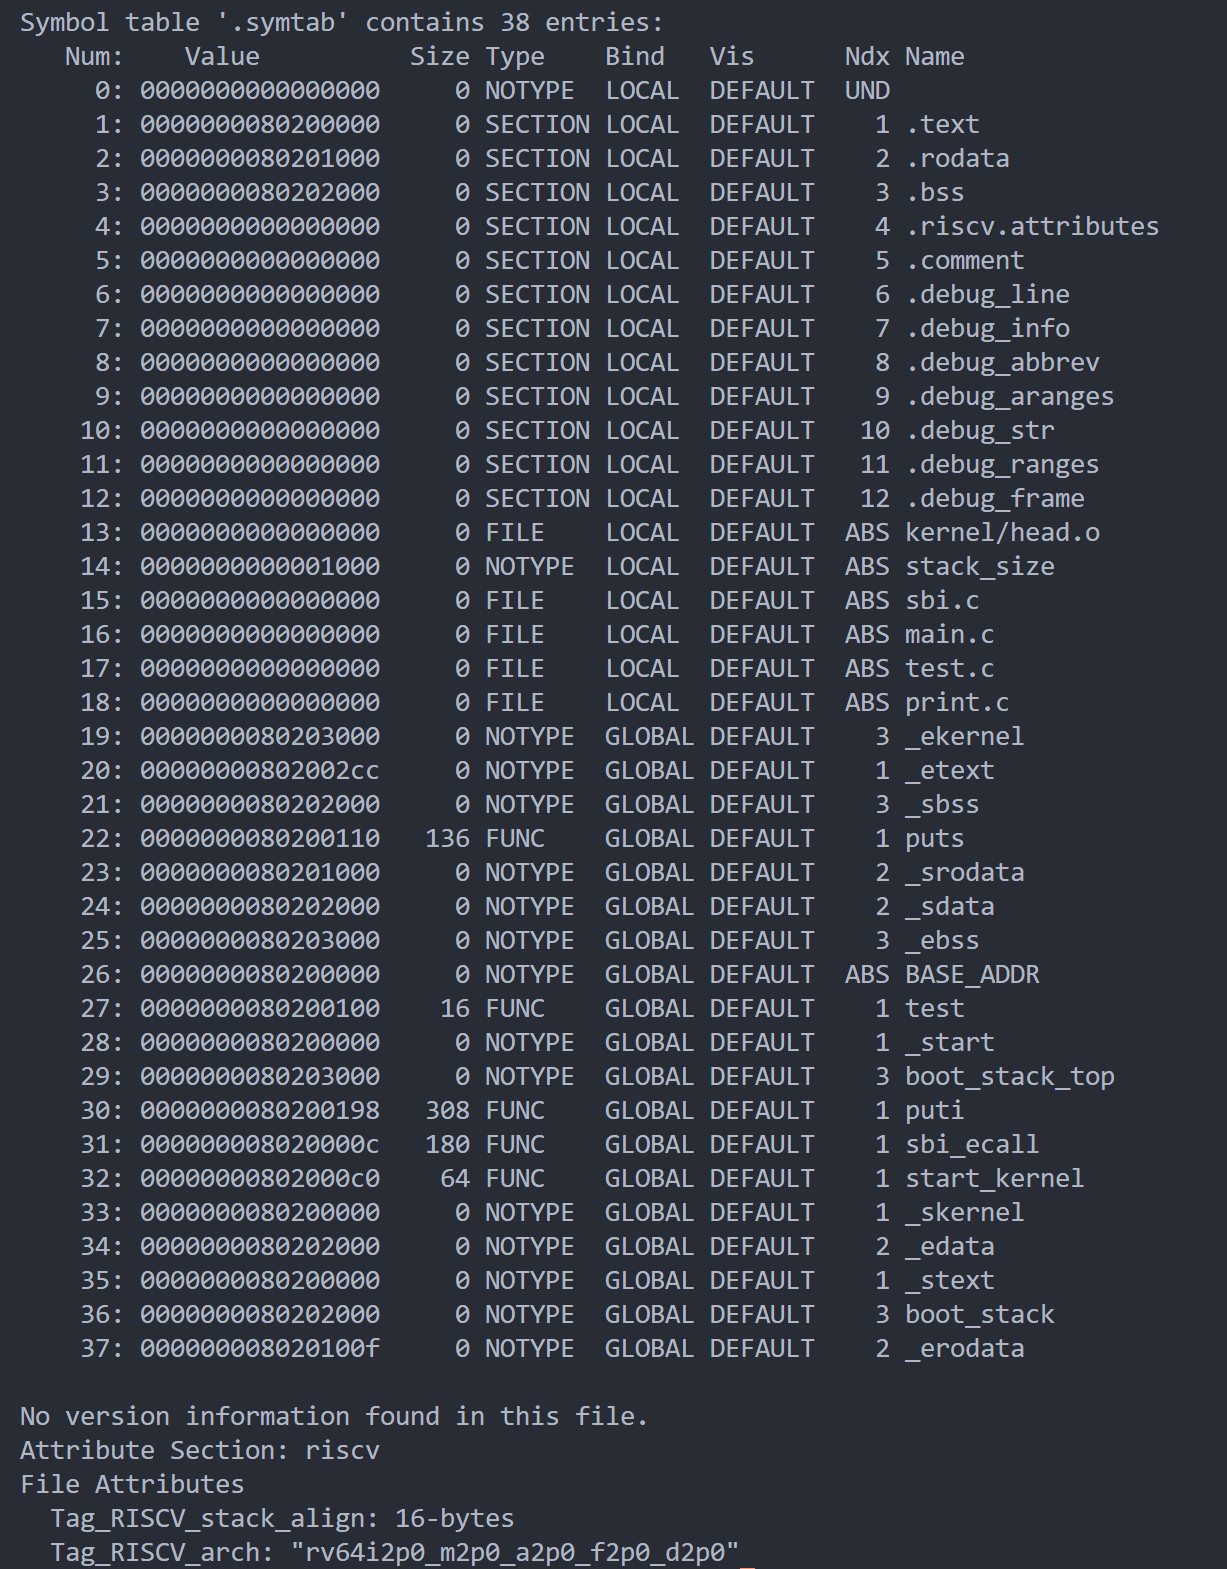 Symbol table '.symtab' contains 38 entries:
   Num:    Value          Size Type    Bind   Vis      Ndx Name
     0: 0000000000000000     0 NOTYPE  LOCAL  DEFAULT  UND
     1: 0000000080200000     0 SECTION LOCAL  DEFAULT    1 .text
     2: 0000000080201000     0 SECTION LOCAL  DEFAULT    2 .rodata
     3: 0000000080202000     0 SECTION LOCAL  DEFAULT    3 .bss
     4: 0000000000000000     0 SECTION LOCAL  DEFAULT    4 .riscv.attributes
     5: 0000000000000000     0 SECTION LOCAL  DEFAULT    5 .comment
     6: 0000000000000000     0 SECTION LOCAL  DEFAULT    6 .debug_line
     7: 0000000000000000     0 SECTION LOCAL  DEFAULT    7 .debug_info
     8: 0000000000000000     0 SECTION LOCAL  DEFAULT    8 .debug_abbrev
     9: 0000000000000000     0 SECTION LOCAL  DEFAULT    9 .debug_aranges
    10: 0000000000000000     0 SECTION LOCAL  DEFAULT   10 .debug_str
    11: 0000000000000000     0 SECTION LOCAL  DEFAULT   11 .debug_ranges
    12: 0000000000000000     0 SECTION LOCAL  DEFAULT   12 .debug_frame
    13: 0000000000000000     0 FILE    LOCAL  DEFAULT  ABS kernel/head.o
    14: 0000000000001000     0 NOTYPE  LOCAL  DEFAULT  ABS stack_size
    15: 0000000000000000     0 FILE    LOCAL  DEFAULT  ABS sbi.c
    16: 0000000000000000     0 FILE    LOCAL  DEFAULT  ABS main.c
    17: 0000000000000000     0 FILE    LOCAL  DEFAULT  ABS test.c
    18: 0000000000000000     0 FILE    LOCAL  DEFAULT  ABS print.c
    19: 0000000080203000     0 NOTYPE  GLOBAL DEFAULT    3 _ekernel
    20: 00000000802002cc     0 NOTYPE  GLOBAL DEFAULT    1 _etext
    21: 0000000080202000     0 NOTYPE  GLOBAL DEFAULT    3 _sbss
    22: 0000000080200110   136 FUNC    GLOBAL DEFAULT    1 puts
    23: 0000000080201000     0 NOTYPE  GLOBAL DEFAULT    2 _srodata
    24: 0000000080202000     0 NOTYPE  GLOBAL DEFAULT    2 _sdata
    25: 0000000080203000     0 NOTYPE  GLOBAL DEFAULT    3 _ebss
    26: 0000000080200000     0 NOTYPE  GLOBAL DEFAULT  ABS BASE_ADDR
    27: 0000000080200100    16 FUNC    GLOBAL DEFAULT    1 test
    28: 0000000080200000     0 NOTYPE  GLOBAL DEFAULT    1 _start
    29: 0000000080203000     0 NOTYPE  GLOBAL DEFAULT    3 boot_stack_top
    30: 0000000080200198   308 FUNC    GLOBAL DEFAULT    1 puti
    31: 000000008020000c   180 FUNC    GLOBAL DEFAULT    1 sbi_ecall
    32: 00000000802000c0    64 FUNC    GLOBAL DEFAULT    1 start_kernel
    33: 0000000080200000     0 NOTYPE  GLOBAL DEFAULT    1 _skernel
    34: 0000000080202000     0 NOTYPE  GLOBAL DEFAULT    2 _edata
    35: 0000000080200000     0 NOTYPE  GLOBAL DEFAULT    1 _stext
    36: 0000000080202000     0 NOTYPE  GLOBAL DEFAULT    3 boot_stack
    37: 000000008020100f     0 NOTYPE  GLOBAL DEFAULT    2 _erodata

No version information found in this file.
Attribute Section: riscv
File Attributes
  Tag_RISCV_stack_align: 16-bytes
  Tag_RISCV_arch: "rv64i2p0_m2p0_a2p0_f2p0_d2p0"